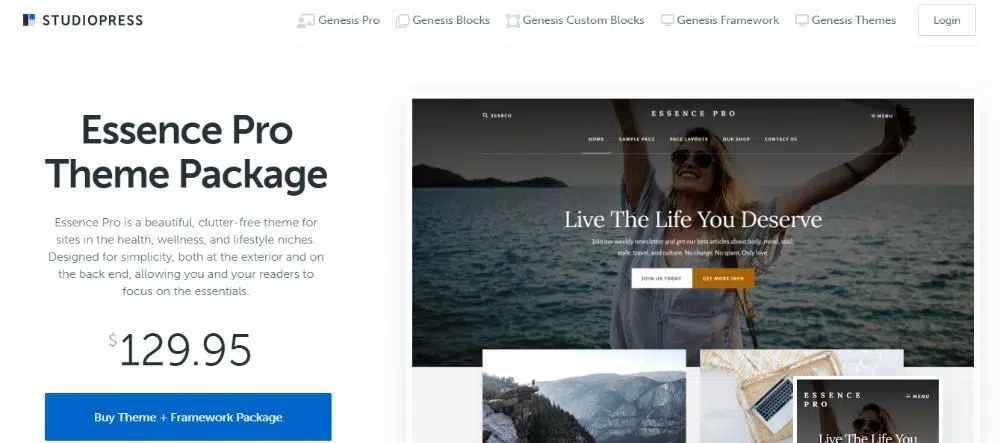 STUDIOPRESS
Genesis Pro
Genesis Blocks
Genesis Custom Blocks
Genesis Framework
Genesis Themes
Login
Essence Pro
Theme Package
Essence Pro is a beautiful, clutter-free theme for
sites in the health, wellness, and lifestyle niches.
Designed for simplicity, both at the exterior and on
the back end, allowing you and your readers to
focus on the essentials.
$129.95
Buy Theme + Framework Package
SEARCH
ESSENCE PRO
MENU
HOME
SAMPLE PAGE
PAGE LAYOUTS
OUR SHOP
CONTACT US
Live The Life You Deserve
Join our weekly newsletter and get our best articles about body, mind, soul,
style, travel, and culture. No charge. No spam. Only love.
JOIN US TODAY
GET MORE INFO
ESSENCE
PRO
MENU
Live The Life You